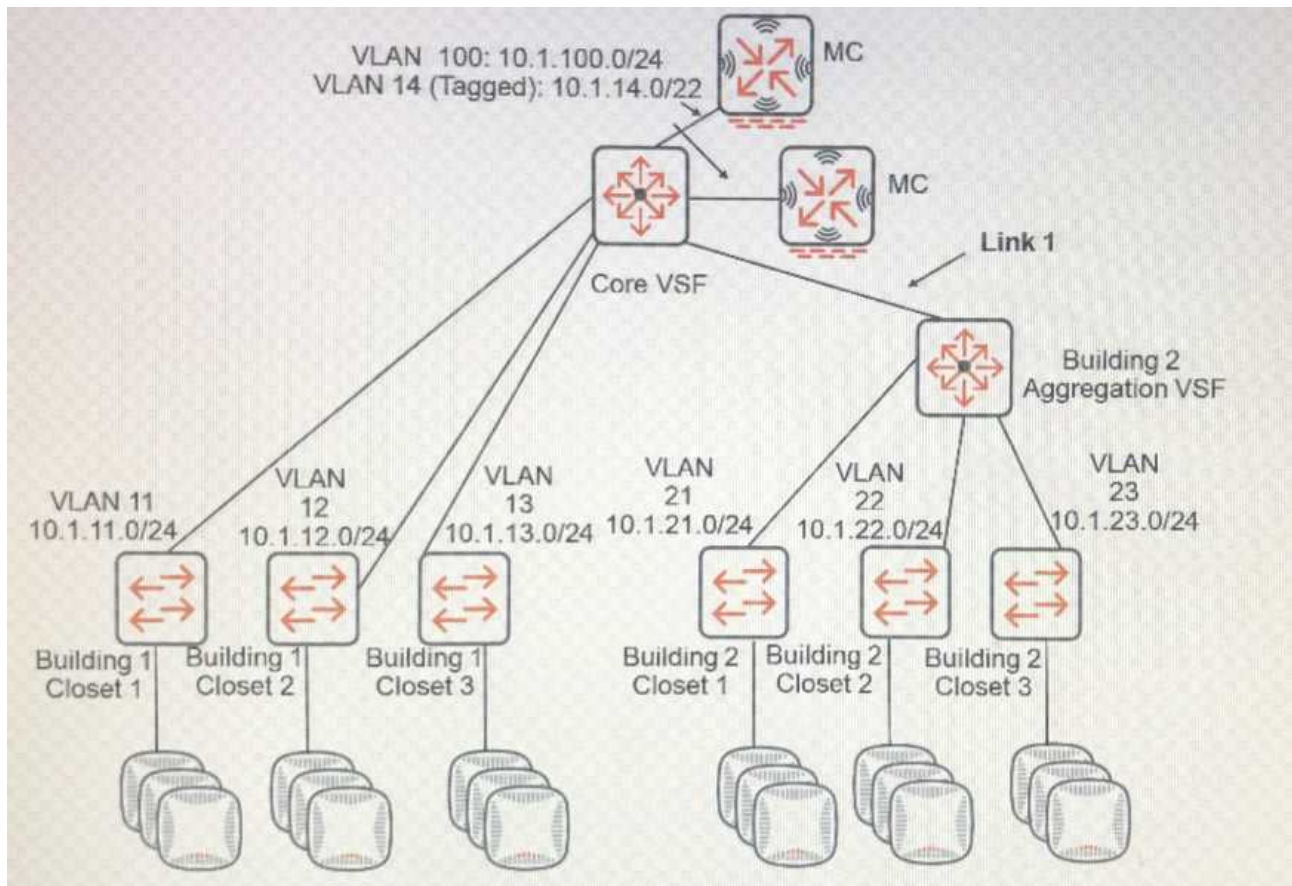 VLAN 100: 10.1.100.0/24
VLAN 14 (Tagged): 10.1.14.0/22
MC
MC
Link 1
Core VSF
Building 2
Aggregation VSF
VLAN 11
10.1.11.0/24
VLAN
12
10.1.12.0/24
VLAN
13
10.1.13.0/24
VLAN
21
10.1.21.0/24
VLAN
22
10.1.22.0/24
VLAN
23
10.1.23.0/24
Building 1
Closet 1
Building 1
Closet 2
Building 1
Closet 3
Building 2
Closet 1
Building 2
Closet 2
Building 2
Closet 3